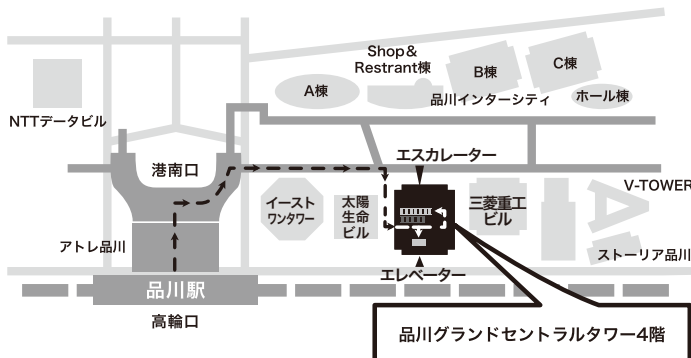 Shop&
Restrant棟
A棟
B棟
C棟
ホール棟
品川インターシティ
NTTデータビル
港南口
エスカレーター
イースト
ワンタワー
太陽
生命
ビル
三菱重工
ビル
V-TOWER
アトレ品川
ストーリア品川
エレベーター
品川駅
高輪口
品川グランドセントラルタワー4階